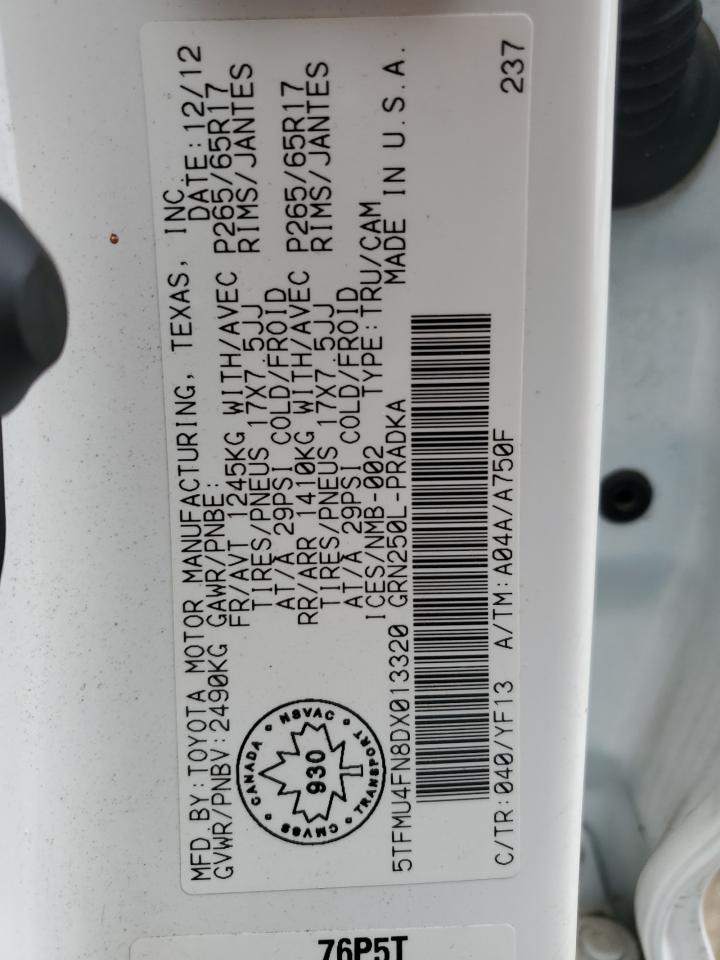 MFD. BY: TOYOTA MOTOR MANUFACTURING, TEXAS, INC.
GVWR/PNBV: 2490KG GAWR/PNBE: DATE: 12/12
FR/AVT 1245KG WITH/AVEC P265/65R17
TIRES/PNEUS 17X7.5JJ RIMS/JANTES
AT/A 29PSI COLD/FROID
RR/ARR 1410KG WITH/AVEC P265/65R17
TIRES/PNEUS 17X7.5JJ RIMS/JANTES
AT/A 29PSI COLD/FROID
ICES/NMB-002 TYPE: TRU/CAM
CANADA • NSVAC • TRANSPORT • CMVSS •
930
5TFMU4FN8DX013320 GRN250L-PRADKA MADE IN U.S.A.
C/TR: 040/YF13 A/TM: A04A/A750F
237
76P5T